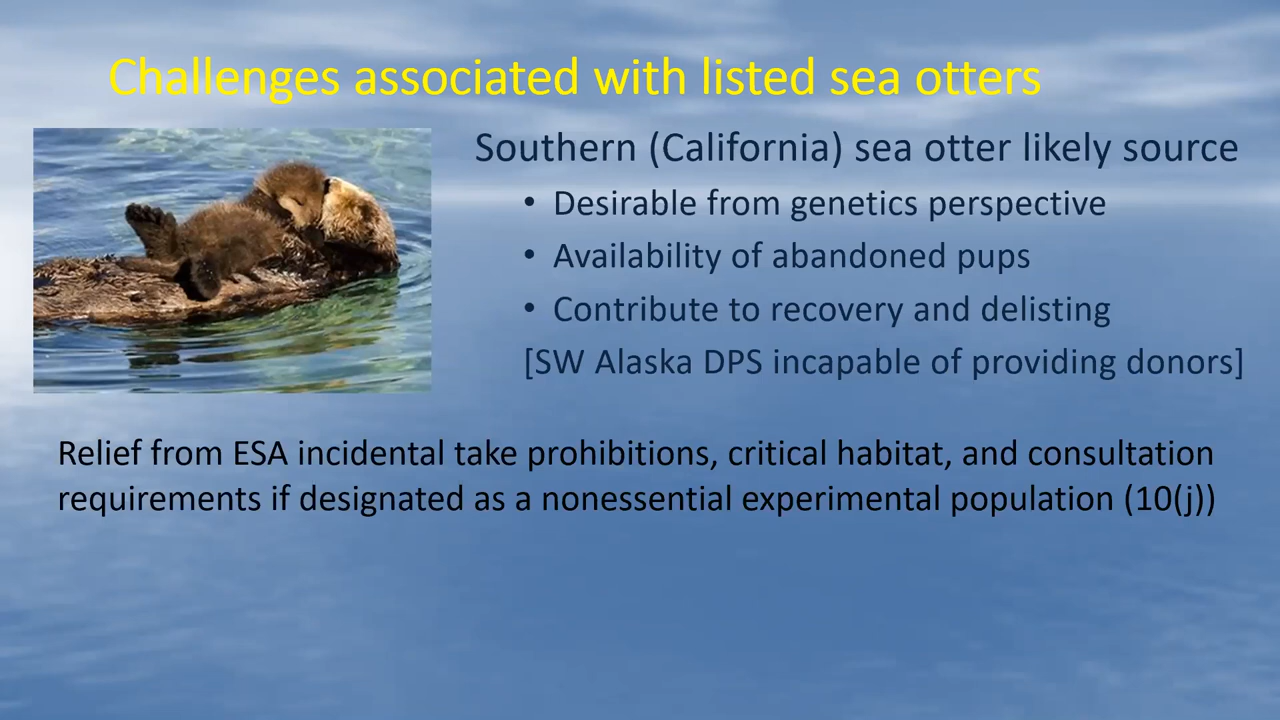 Challenges associated with listed sea otters
Southern (California) sea otter likely source
• Desirable from genetics perspective
• Availability of abandoned pups
• Contribute to recovery and delisting
[SW Alaska DPS incapable of providing donors]
Relief from ESA incidental take prohibitions, critical habitat, and consultation
requirements if designated as a nonessential experimental population (10(j))